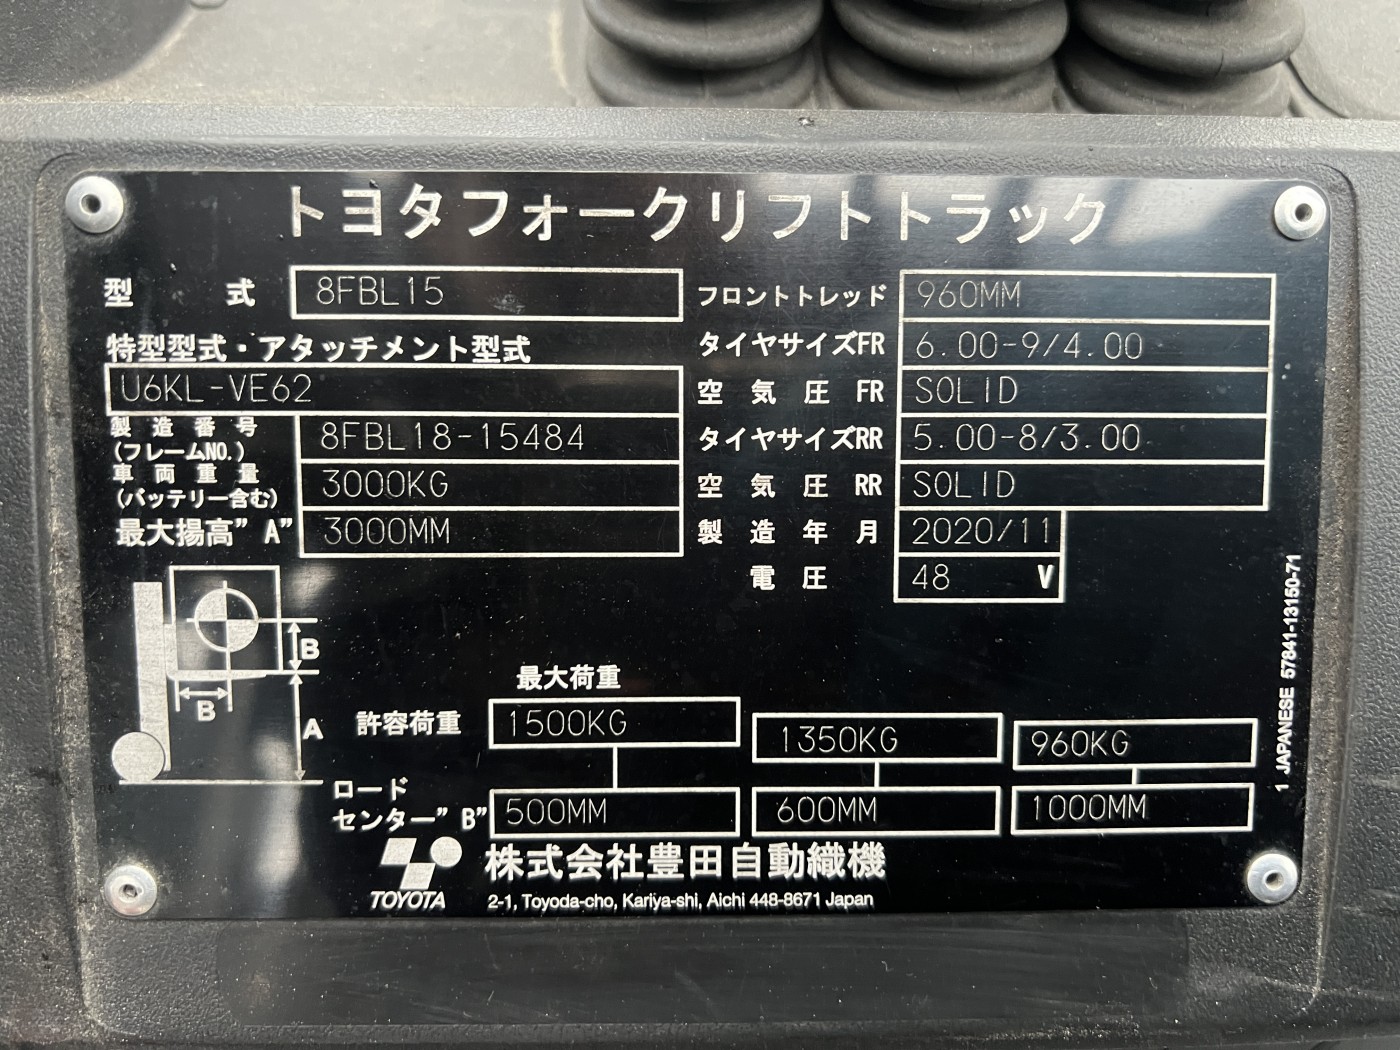 トヨタフォークリフトトラック
型 式 8FBL15
特型型式・アタッチメント型式
U6KL-VE62
製造番号
(フレームNO.) 8FBL18-15484
車両重量
(バッテリー含む) 3000KG
最大揚高"A" 3000MM
フロントトレッド 960MM
タイヤサイズFR 6.00-9/4.00
空気圧 FR SOLID
タイヤサイズRR 5.00-8/3.00
空気圧 RR SOLID
製造年月 2020/11
電圧 48 V
B
B
A
最大荷重
許容荷重 1500KG 1350KG 960KG
ロード
センター"B" 500MM 600MM 1000MM
TOYOTA
株式会社豊田自動織機
2-1, Toyoda-cho, Kariya-shi, Aichi 448-8671 Japan
1 JAPANESE 57841-13150-71